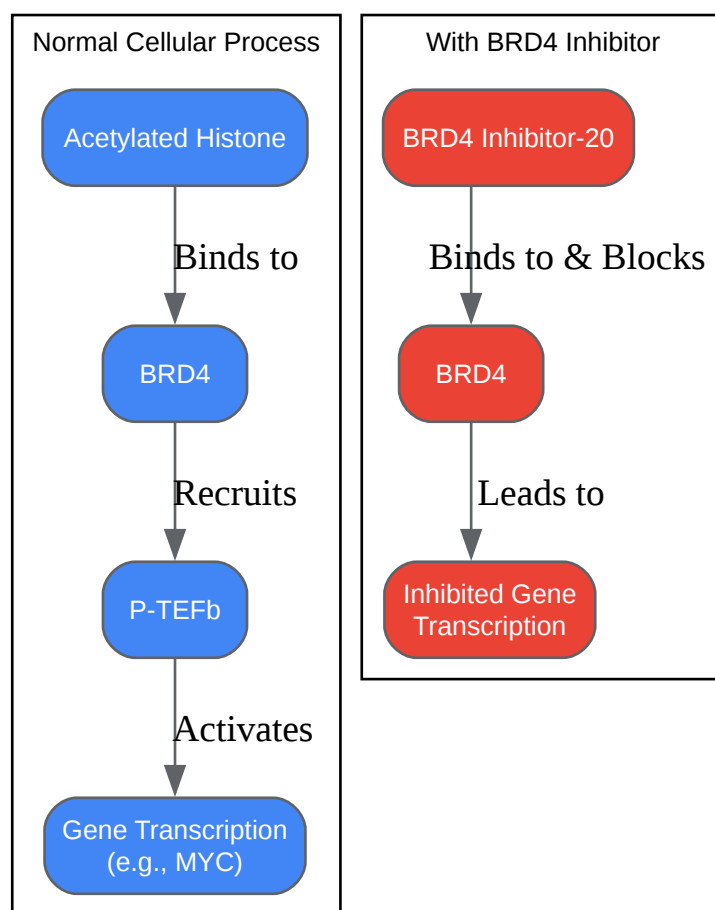 Normal Cellular Process
Acetylated Histone
Binds to
BRD4
Recruits
P-TEFb
Activates
Gene Transcription
(e.g., MYC)
With BRD4 Inhibitor
BRD4 Inhibitor-20
Binds to & Blocks
BRD4
Leads to
Inhibited Gene
Transcription